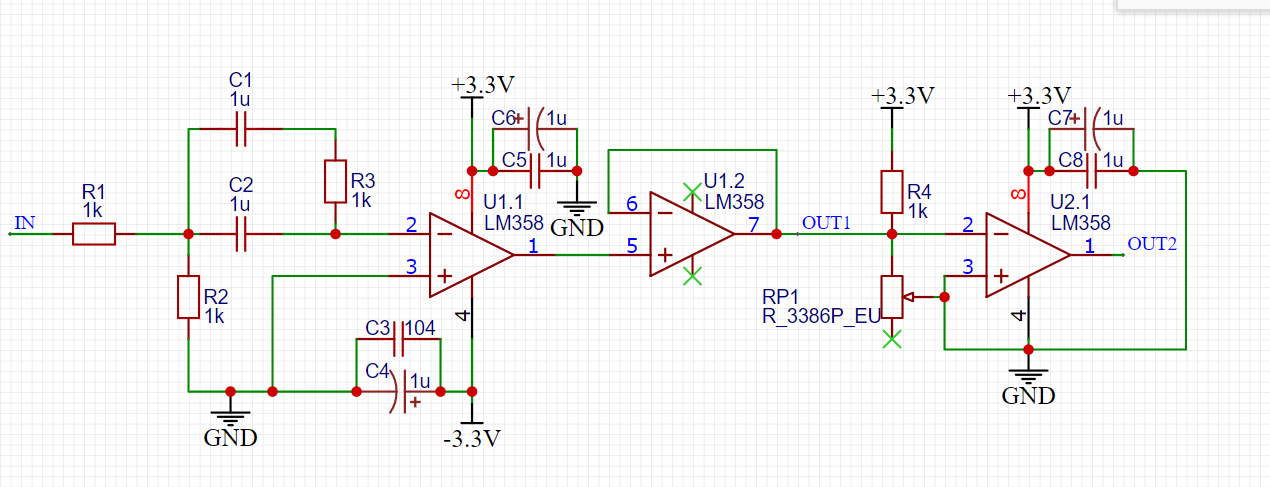 IN
R1
1k
C1
1u
C2
1u
R3
1k
R2
1k
+3.3V
C6+ 1u
C5 1u
GND
8
U1.1
LM358
2
3
1
4
C3 104
C4 1u
+
GND
-3.3V
U1.2
LM358
6
5
7
OUT1
+3.3V
R4
1k
RP1
R_3386P_EU
+3.3V
C7+ 1u
C8 1u
8
U2.1
LM358
2
3
1
4
OUT2
GND